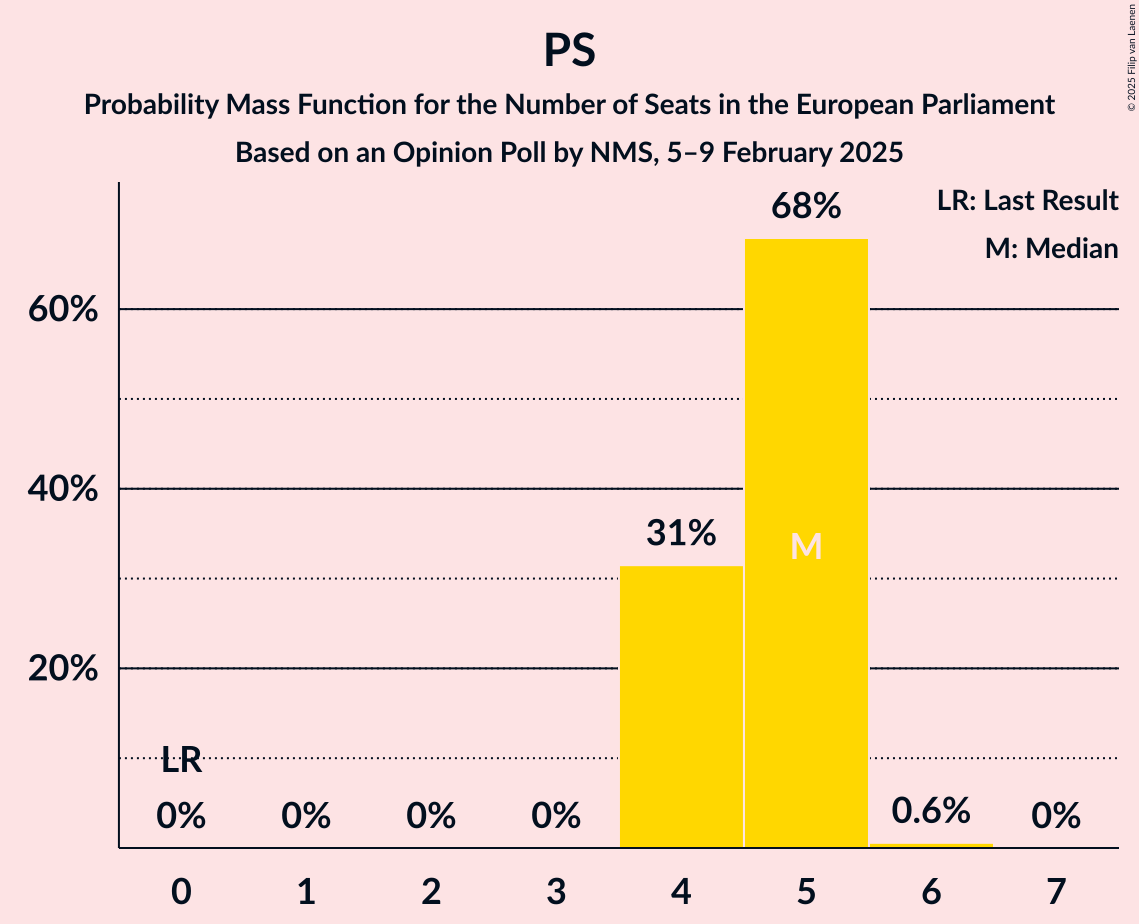 PS
Probability Mass Function for the Number of Seats in the European Parliament
Based on an Opinion Poll by NMS, 5–9 February 2025
© 2025 Filip van Laenen
LR: Last Result
M: Median
68%
60%
40%
31%
M
20%
LR
0% 0% 0% 0% 0.6% 0%
0 1 2 3 4 5 6 7